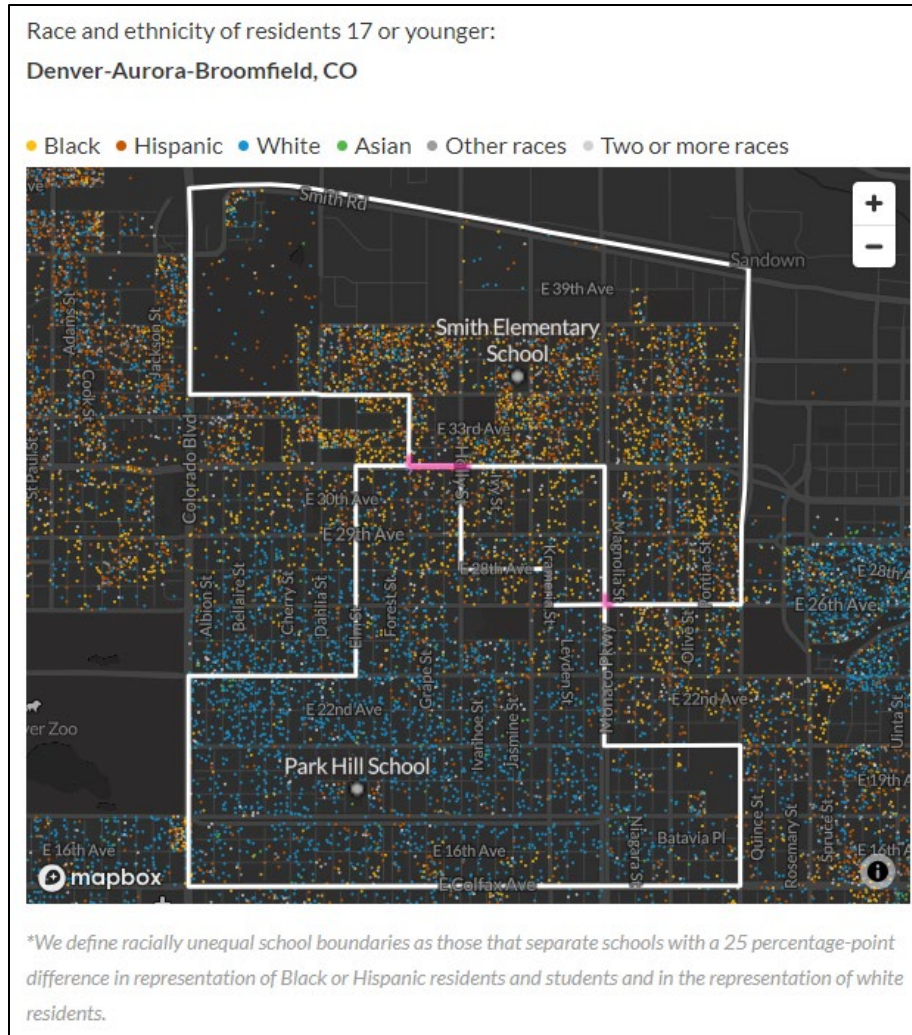 Race and ethnicity of residents 17 or younger:
Denver-Aurora-Broomfield, CO
Black Hispanic White Asian Other races Two or more races
Smith Rd
+
−
Sandown
E 39th Ave
Adams St
Jackson St
Smith Elementary
School
Cook St
Colorado Blvd
St Paul St
E 33rd Ave
Holly St
Ivy St
E 30th Ave
E 29th Ave
Magnolia St
Pontiac St
E 28th Ave
E 28th Ave
E 26th Ave
Albion St
Bellaire St
Cherry St
Dahlia St
Elm St
Forest St
Grape St
Krameria St
Leyden St
Monaco Pkwy
Olive St
E 22nd Ave
E 22nd Ave
Ivanhoe St
Jasmine St
Uinta St
ver Zoo
Park Hill School
E 19th Ave
Niagara St
Batavia Pl
Quince St
Rosemary St
Spruce St
E 16th Ave
E 16th Ave
E 16th A
mapbox
E Colfax Ave
i
*We define racially unequal school boundaries as those that separate schools with a 25 percentage-point
difference in representation of Black or Hispanic residents and students and in the representation of white
residents.